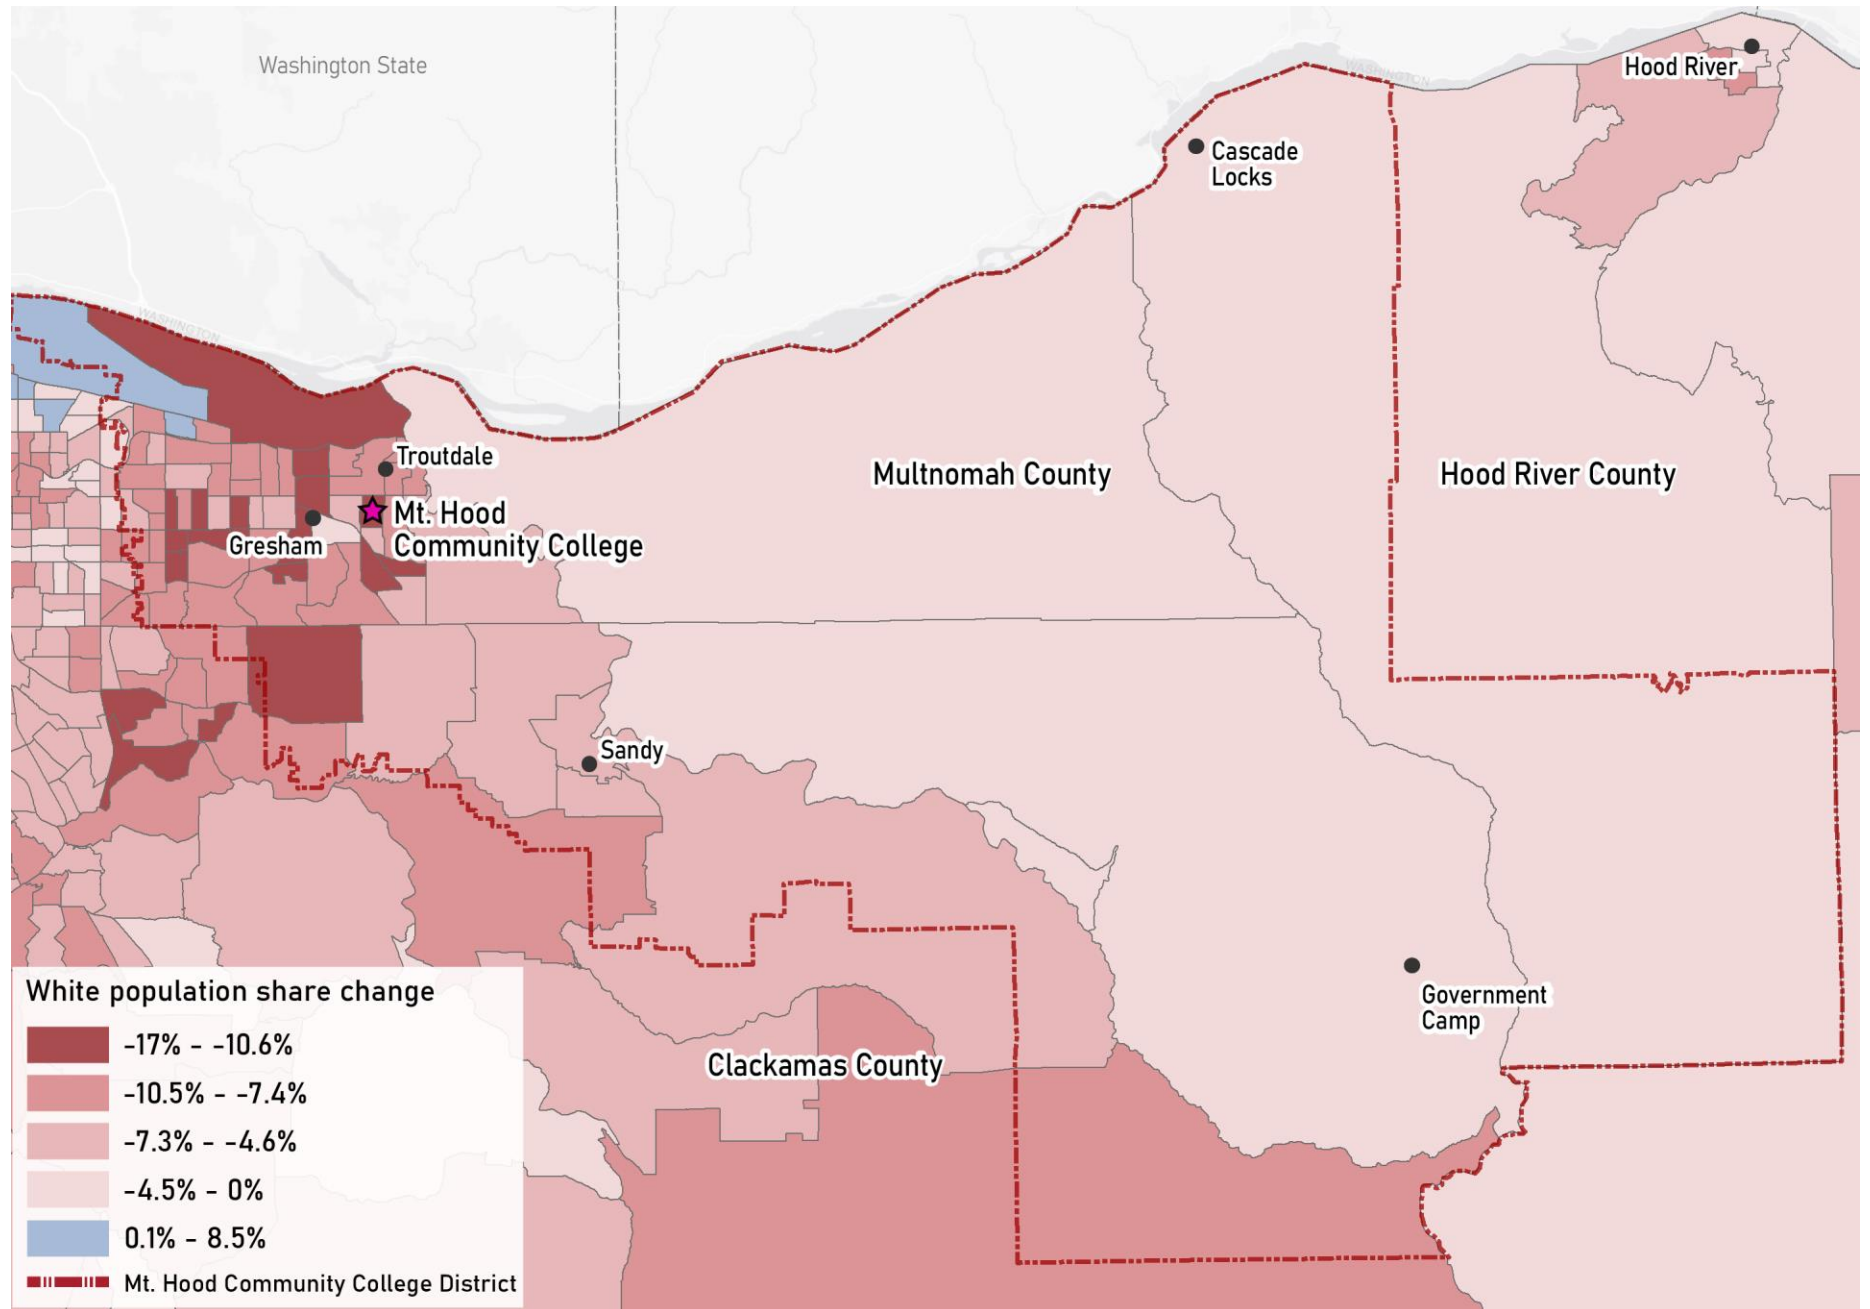 Washington State
WASHINGTON
Hood River
Cascade
Locks
WASHINGTON
Troutdale
Multnomah County
Hood River County
Mt. Hood
Community College
Gresham
Sandy
Government
Camp
Clackamas County
White population share change
-17% - -10.6%
-10.5% - -7.4%
-7.3% - -4.6%
-4.5% - 0%
0.1% - 8.5%
Mt. Hood Community College District